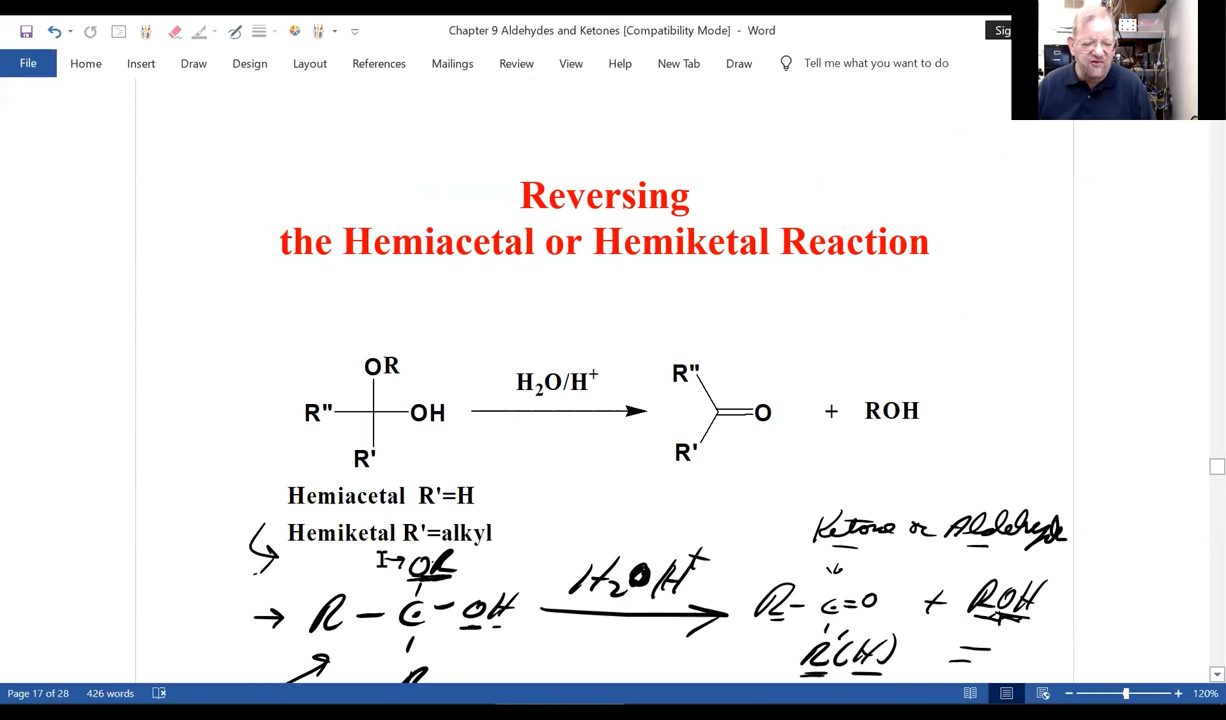 Chapter 9 Aldehydes and Ketones [Compatibility Mode] - Word
Sig
File Home Insert Draw Design Layout References Mailings Review View Help New Tab Draw Tell me what you want to do
Reversing
the Hemiacetal or Hemiketal Reaction
OR
R" OH
R'
H₂O/H⁺
R"
O + ROH
R'
Hemiacetal R'=H
Hemiketal R'=alkyl
Ketone or Aldehyde
OR
R - C - OH H₂O H⁺ R - C = O + ROH
R(H)
R
Page 17 of 28 426 words 120%